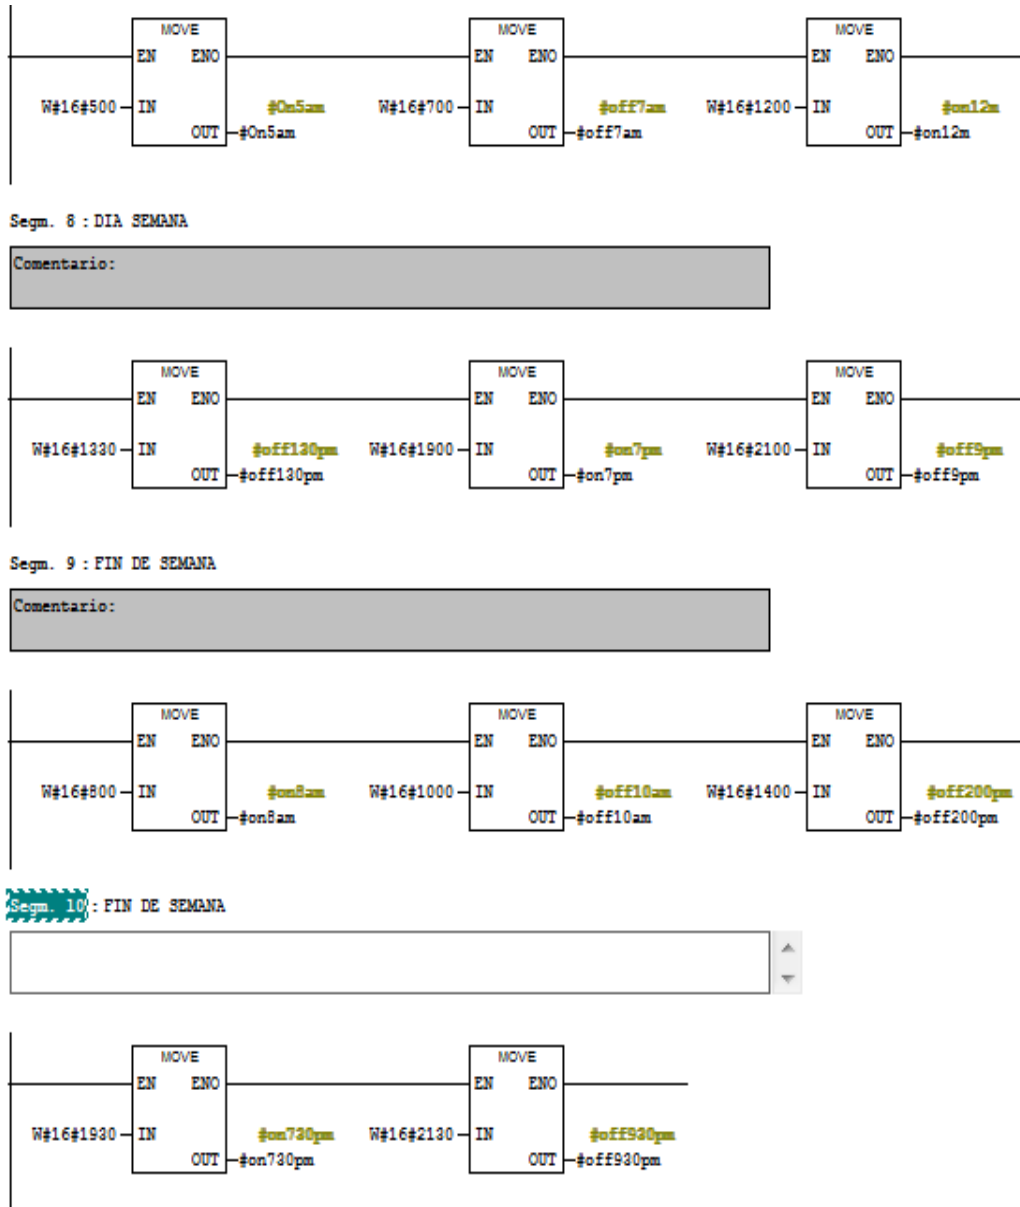 MOVE MOVE MOVE
EN ENO EN ENO EN ENO
W#16#500 IN #On5am W#16#700 IN #off7am W#16#1200 IN #on12m
OUT #On5am OUT #off7am OUT #on12m
Segm. 8 : DIA SEMANA
Comentario:
MOVE MOVE MOVE
EN ENO EN ENO EN ENO
W#16#1330 IN #off130pm W#16#1900 IN #on7pm W#16#2100 IN #off9pm
OUT #off130pm OUT #on7pm OUT #off9pm
Segm. 9 : FIN DE SEMANA
Comentario:
MOVE MOVE MOVE
EN ENO EN ENO EN ENO
W#16#800 IN #on8am W#16#1000 IN #off10am W#16#1400 IN #off200pm
OUT #on8am OUT #off10am OUT #off200pm
Segm. 10 : FIN DE SEMANA
MOVE MOVE
EN ENO EN ENO
W#16#1930 IN #on730pm W#16#2130 IN #off930pm
OUT #on730pm OUT #off930pm